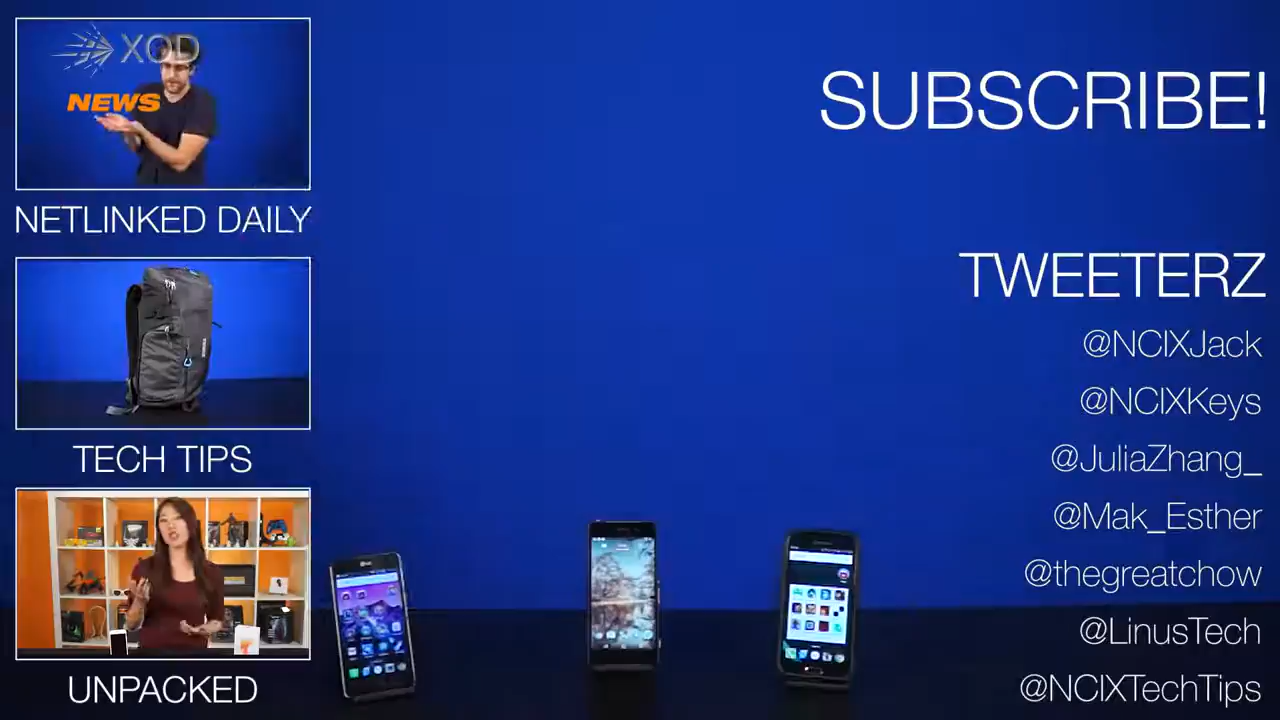 XOD
NEWS
NETLINKED DAILY
TECH TIPS
UNPACKED
SUBSCRIBE!
TWEETERZ
@NCIXJack
@NCIXKeys
@JuliaZhang_
@Mak_Esther
@thegreatchow
@LinusTech
@NCIXTechTips